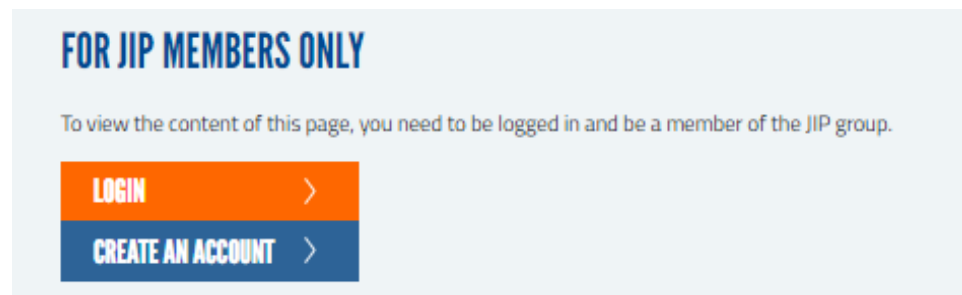 FOR JIP MEMBERS ONLY
To view the content of this page, you need to be logged in and be a member of the JIP group.
LOGIN
CREATE AN ACCOUNT